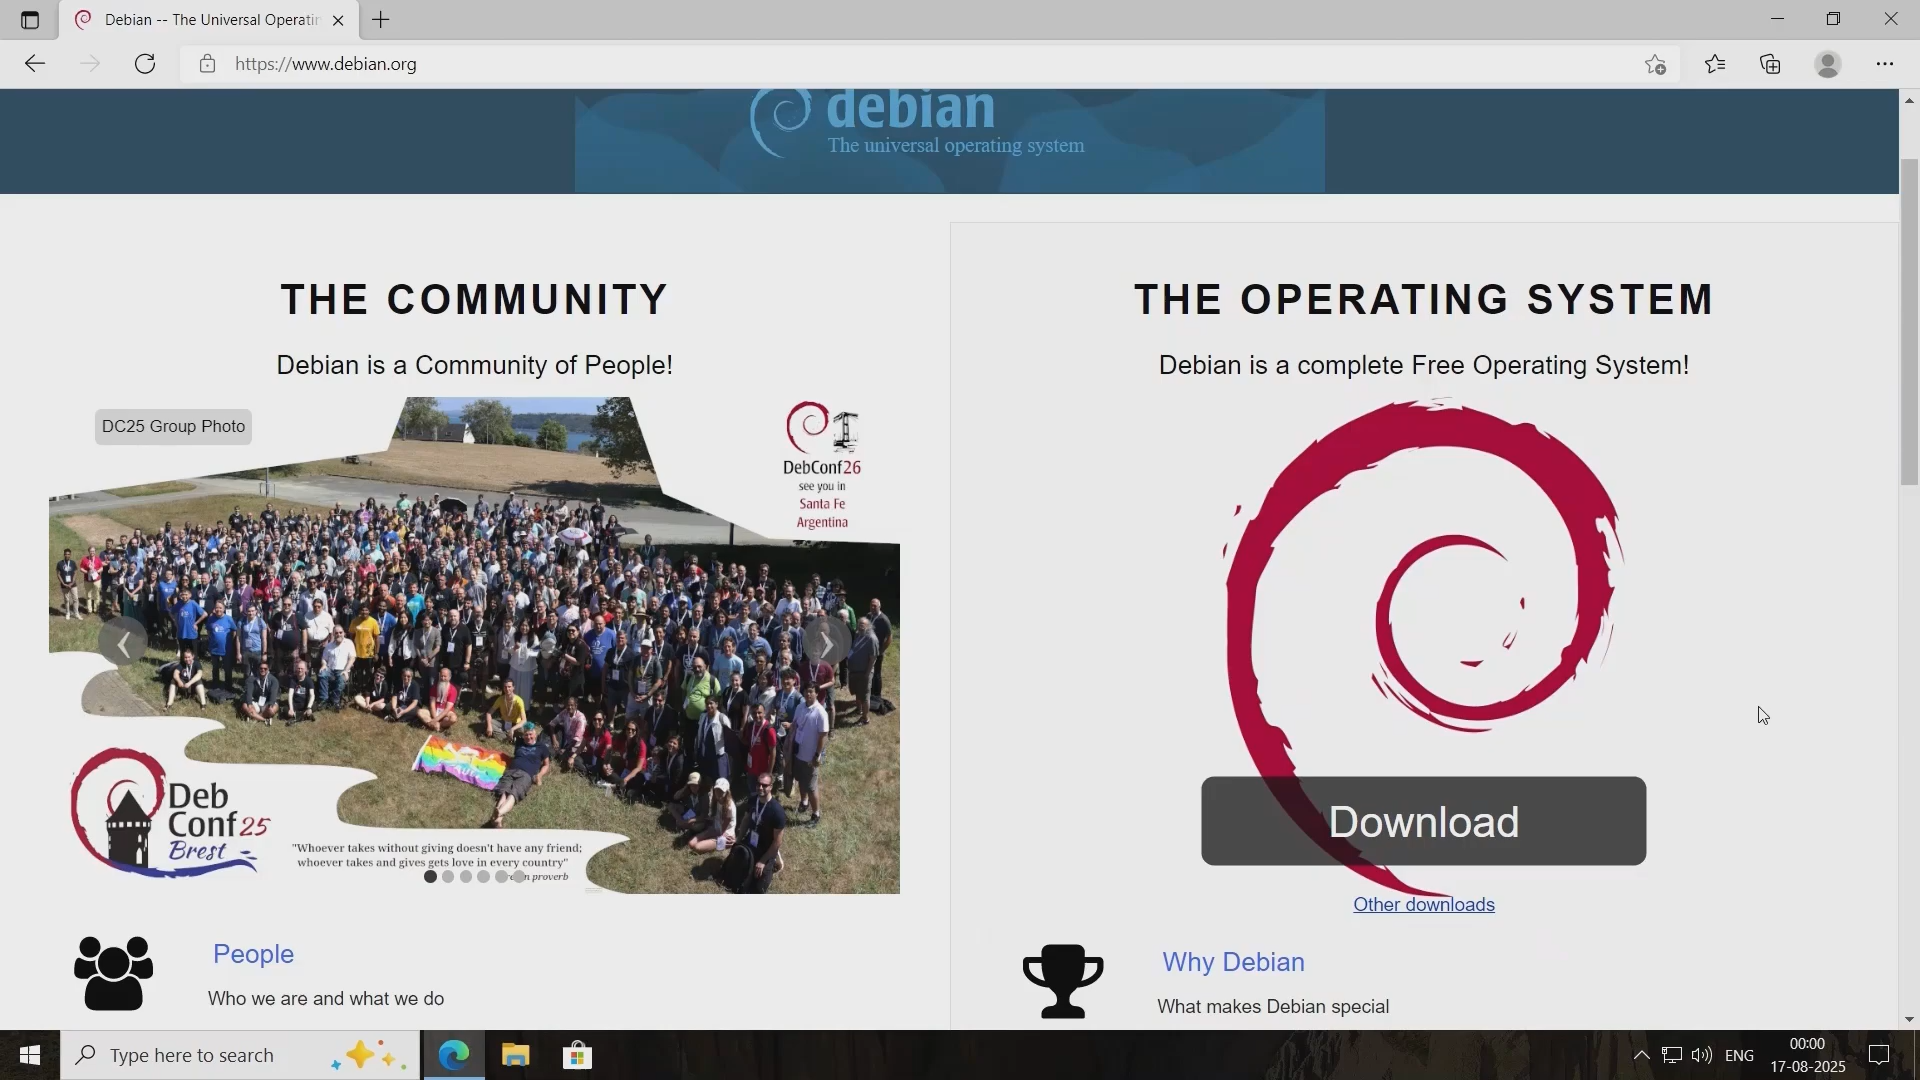 Debian -- The Universal Operatin
https://www.debian.org
debian
The universal operating system
THE COMMUNITY
Debian is a Community of People!
DC25 Group Photo
DebConf26
see you in
Santa Fe
Argentina
Deb
Conf 25
Brest
"Whoever takes without giving doesn't have any friend;
whoever takes and gives gets love in every country"
n proverb
People
Who we are and what we do
THE OPERATING SYSTEM
Debian is a complete Free Operating System!
Download
Other downloads
Why Debian
What makes Debian special
Type here to search
ENG
00:00
17-08-2025